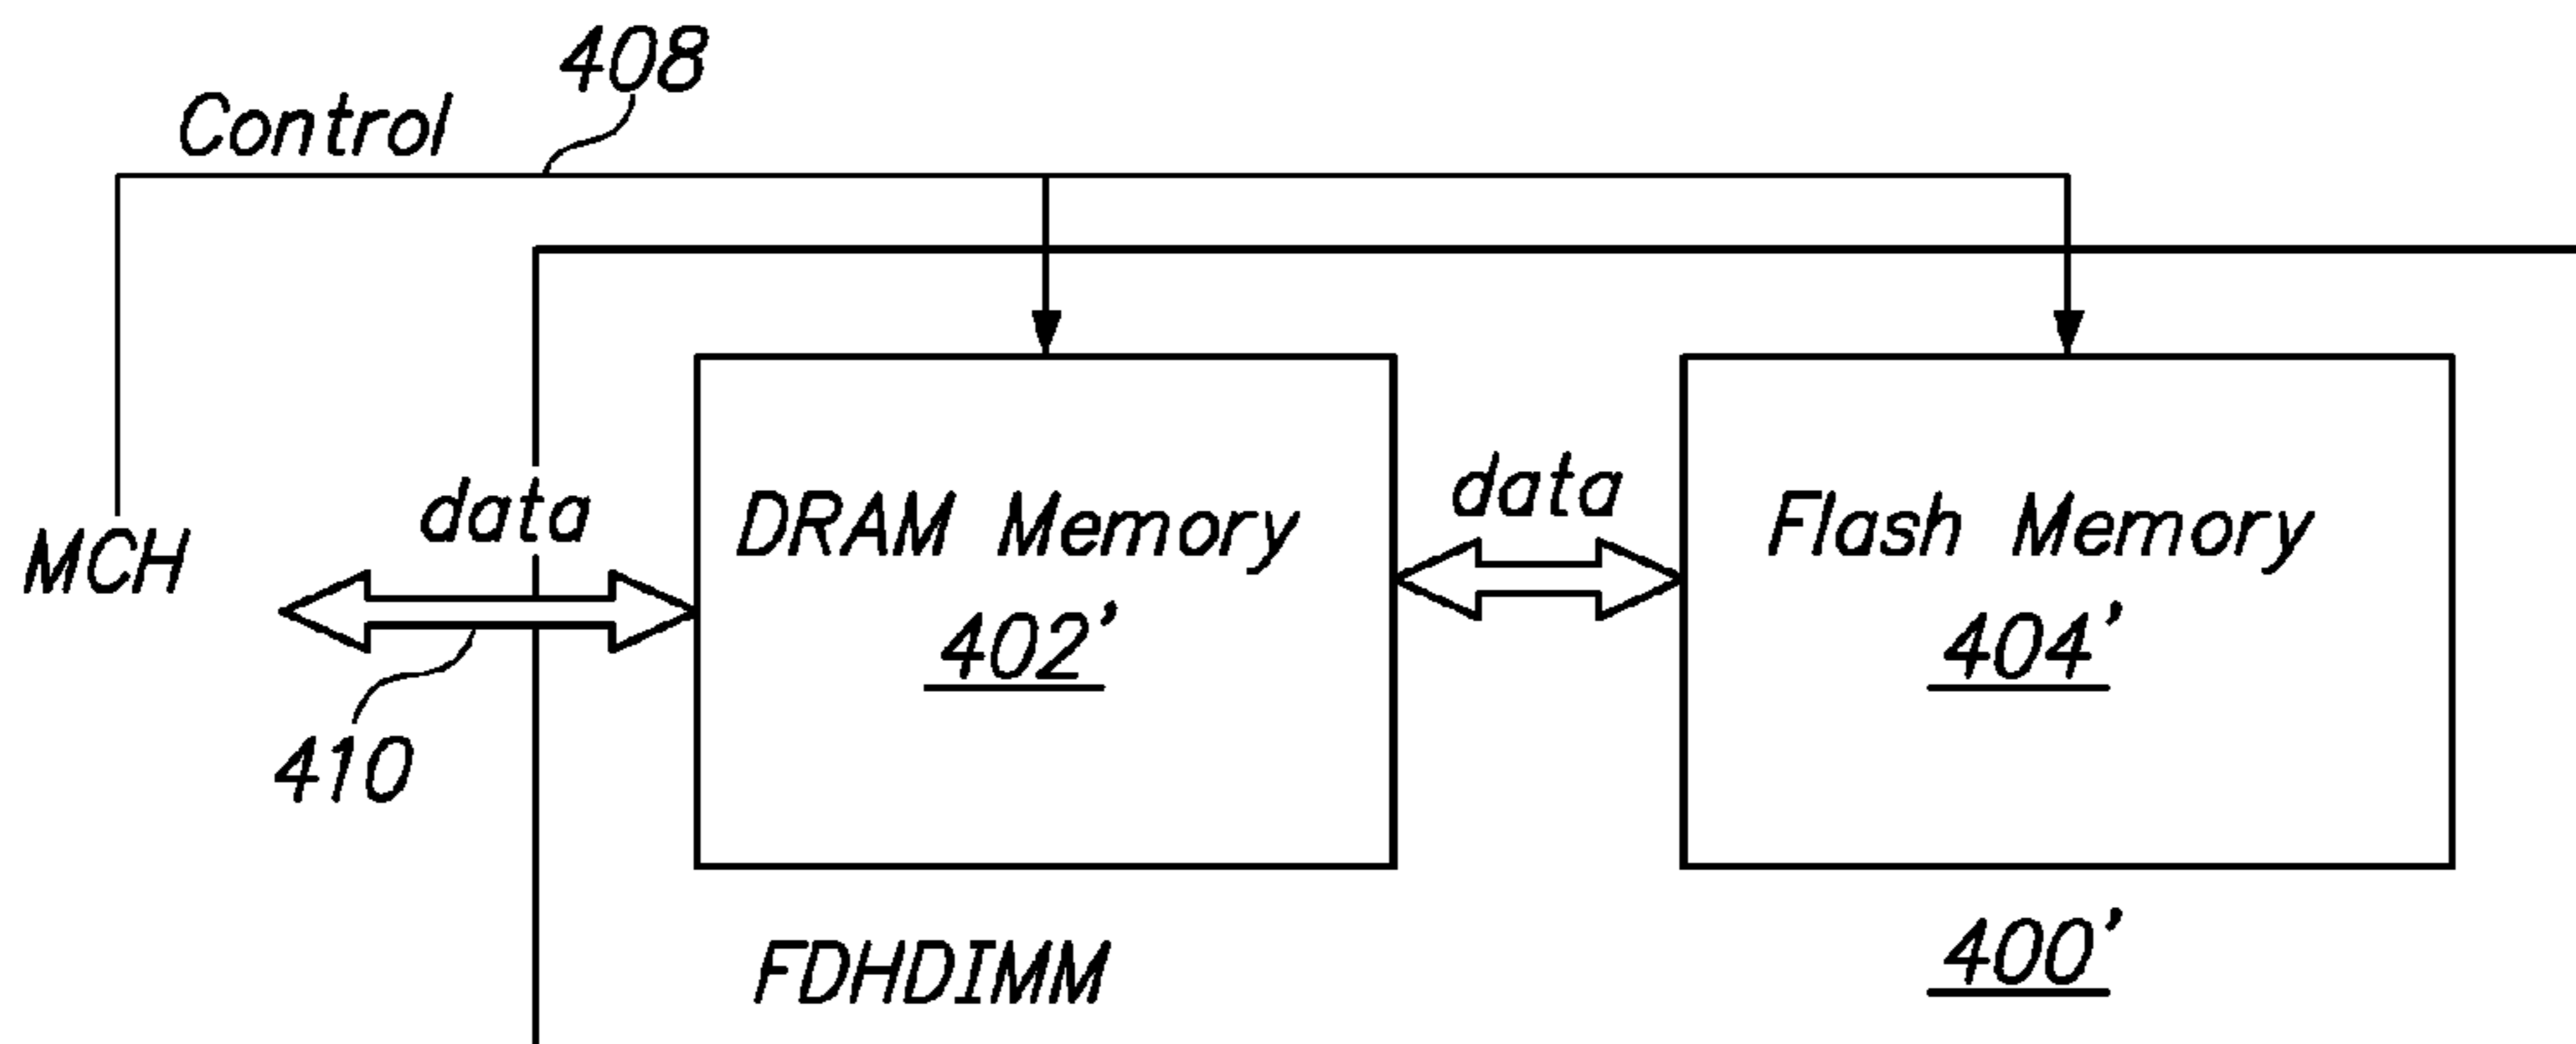 408
Control
data
MCH
DRAM Memory
402'
data
Flash Memory
404'
410
FDHDIMM
400'